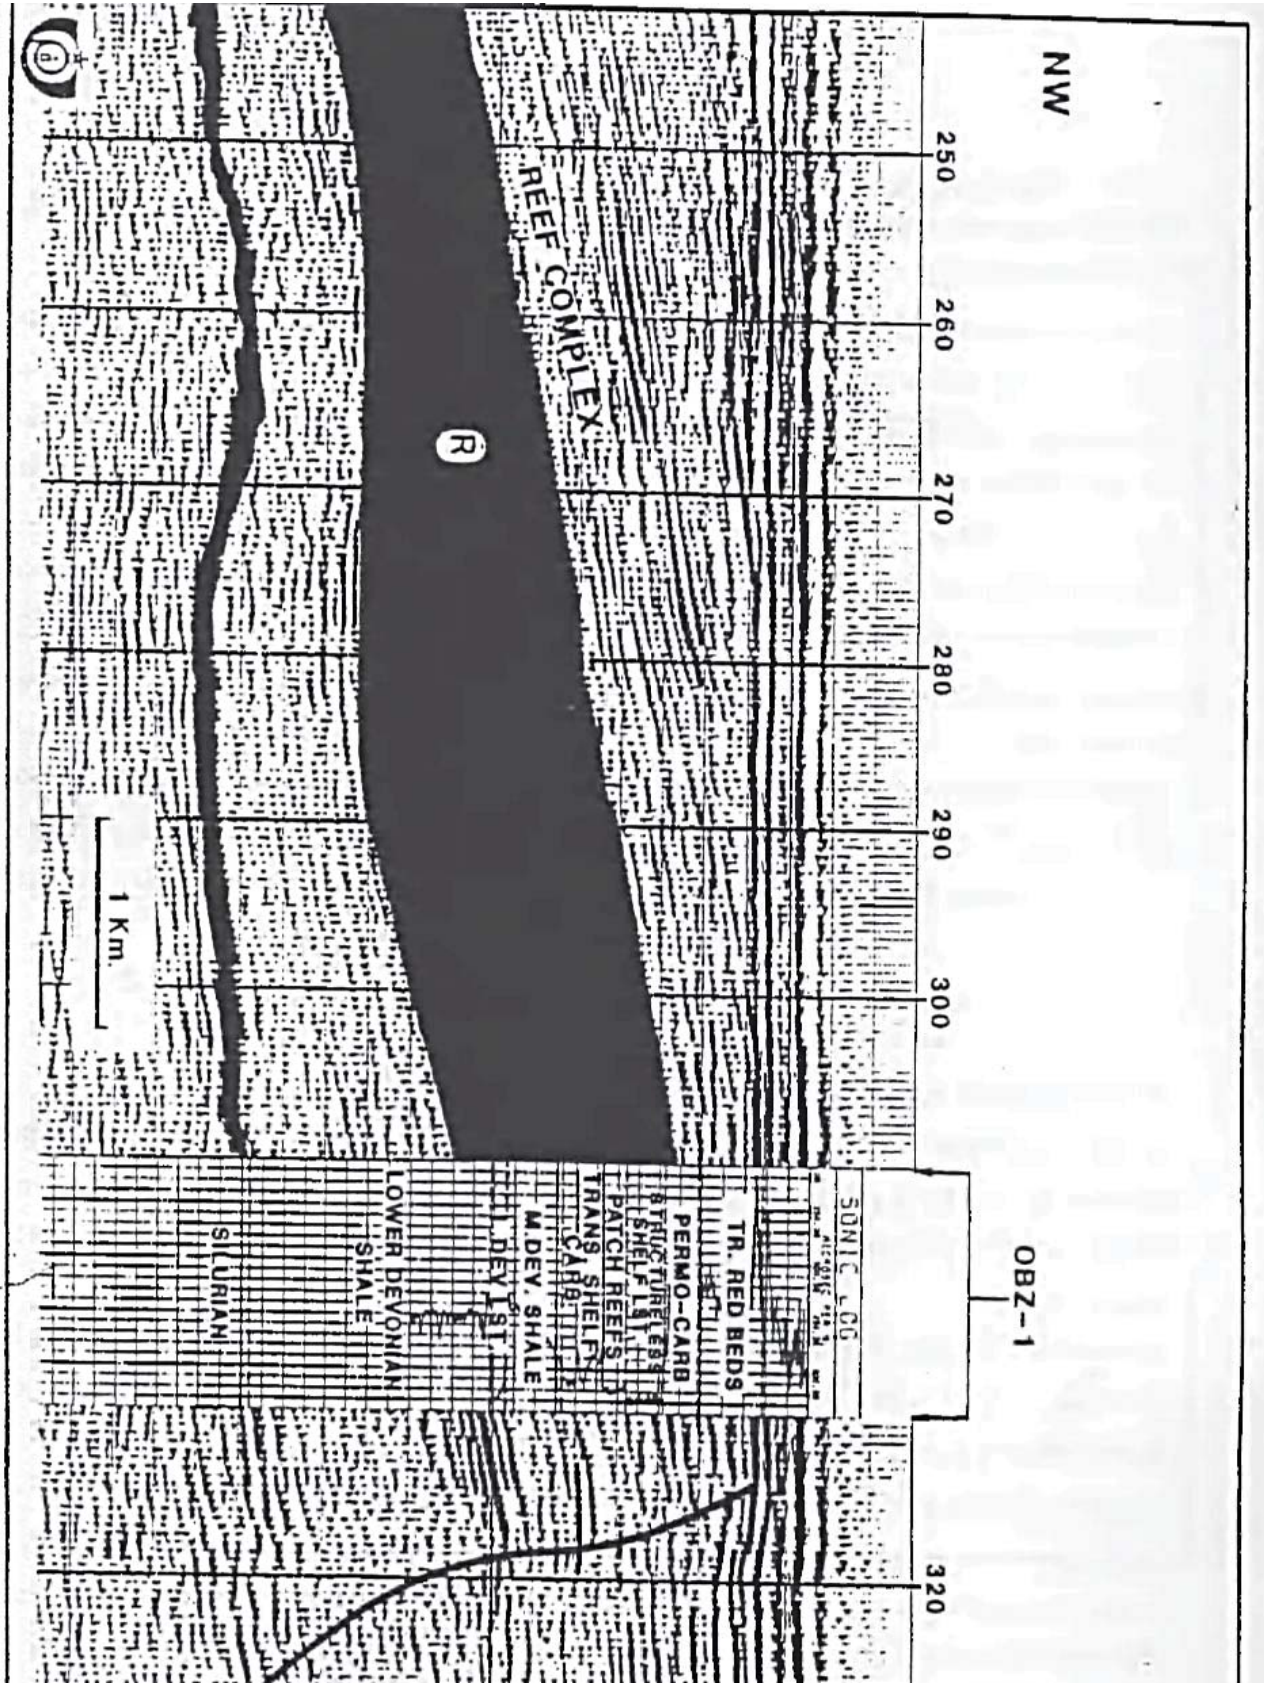 NW
250
260
270
280
290
300
320
OBZ-1
REEF COMPLEX
R
SONIC LOG
TR. RED BEDS
PERMO-CARB
STRUCTURELESS
SHELF LST
PATCH REEFS
TRANS SHELF
CARB
M.DEV. SHALE
L DEV LST
LOWER DEVONIAN
SHALE
SILURIAN
1 Km